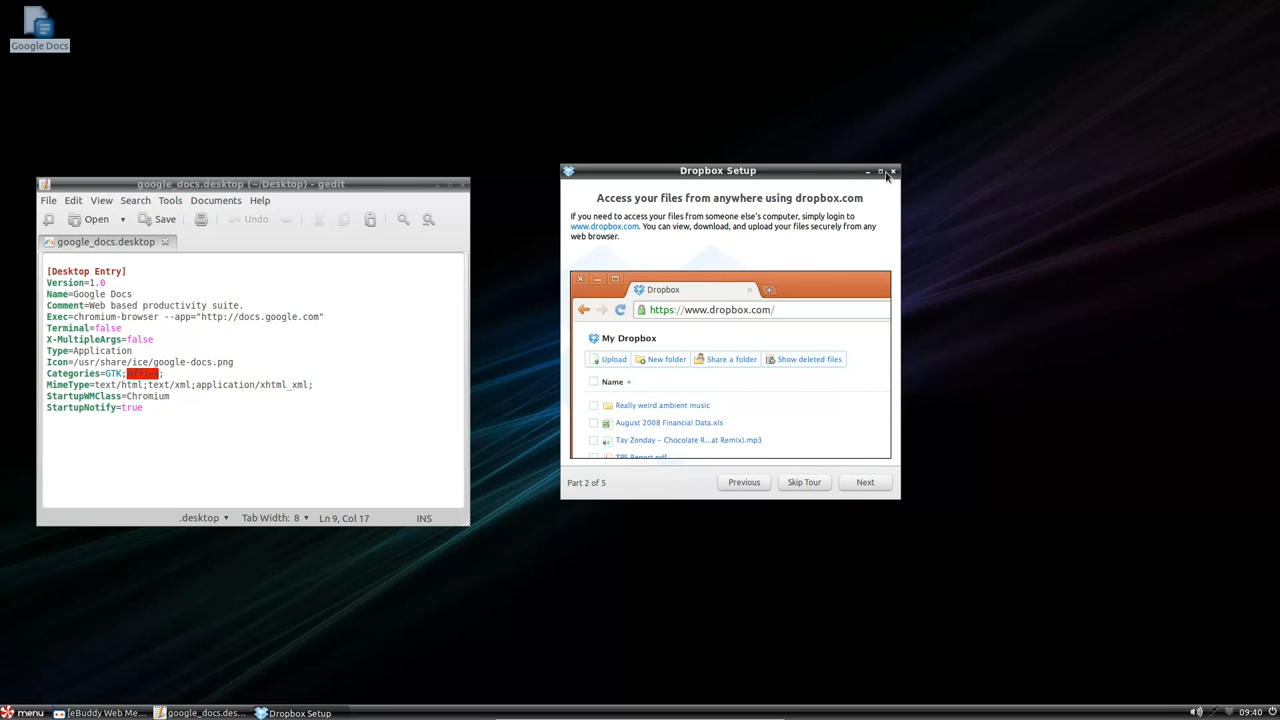 Google Docs
google_docs.desktop (~/Desktop) - gedit
File Edit View Search Tools Documents Help
Open Save Undo
google_docs.desktop
[Desktop Entry]
Version=1.0
Name=Google Docs
Comment=Web based productivity suite.
Exec=chromium-browser --app="http://docs.google.com"
Terminal=false
X-MultipleArgs=false
Type=Application
Icon=/usr/share/ice/google-docs.png
Categories=GTK;Office;
MimeType=text/html;text/xml;application/xhtml_xml;
StartupWMClass=Chromium
StartupNotify=true
.desktop Tab Width: 8 Ln 9, Col 17 INS
Dropbox Setup
Access your files from anywhere using dropbox.com
If you need to access your files from someone else's computer, simply login to
www.dropbox.com. You can view, download, and upload your files securely from any
web browser.
Dropbox
https://www.dropbox.com/
My Dropbox
Upload New folder Share a folder Show deleted files
Name
Really weird ambient music
August 2008 Financial Data.xls
Tay Zonday - Chocolate R...at Remix).mp3
TPS Report.pdf
Part 2 of 5 Previous Skip Tour Next
menu [eBuddy Web Me... google_docs.des... Dropbox Setup 09:40